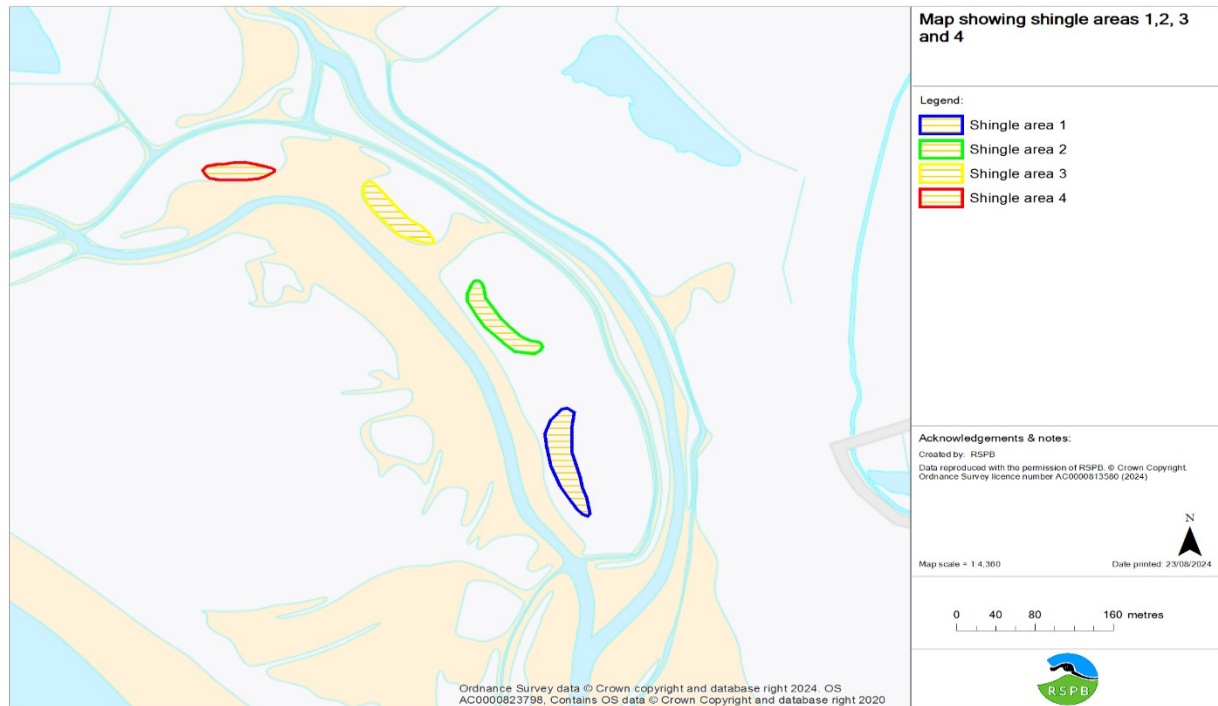 Map showing shingle areas 1,2, 3
and 4
Legend:
Shingle area 1
Shingle area 2
Shingle area 3
Shingle area 4
Acknowledgements & notes:
Created by: RSPB
Data reproduced with the permission of RSPB. © Crown Copyright.
Ordnance Survey licence number AC0000813580 (2024)
N
Map scale = 1:4,360 Date printed: 23/08/2024
0 40 80 160 metres
RSPB
Ordnance Survey data © Crown copyright and database right 2024. OS
AC0000823798, Contains OS data © Crown Copyright and database right 2020